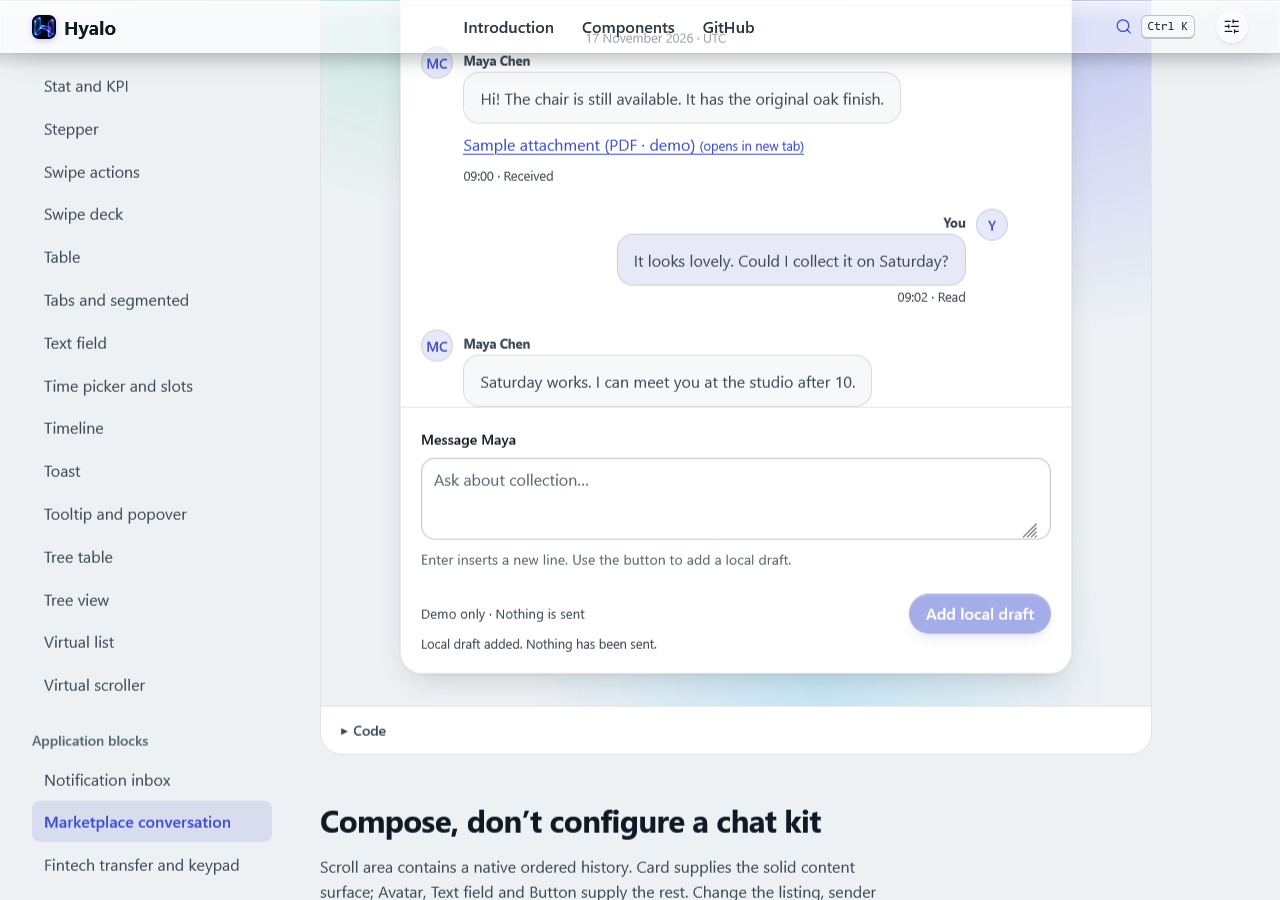 Hyalo
Introduction
Components
GitHub
Ctrl K
Stat and KPI
Stepper
Swipe actions
Swipe deck
Table
Tabs and segmented
Text field
Time picker and slots
Timeline
Toast
Tooltip and popover
Tree table
Tree view
Virtual list
Virtual scroller
Application blocks
Notification inbox
Marketplace conversation
Fintech transfer and keypad
17 November 2026 · UTC
MC
Maya Chen
Hi! The chair is still available. It has the original oak finish.
Sample attachment (PDF · demo) (opens in new tab)
09:00 · Received
You
Y
It looks lovely. Could I collect it on Saturday?
09:02 · Read
MC
Maya Chen
Saturday works. I can meet you at the studio after 10.
Message Maya
Ask about collection...
Enter inserts a new line. Use the button to add a local draft.
Demo only · Nothing is sent
Add local draft
Local draft added. Nothing has been sent.
Code
Compose, don’t configure a chat kit
Scroll area contains a native ordered history. Card supplies the solid content
surface; Avatar, Text field and Button supply the rest. Change the listing, sender